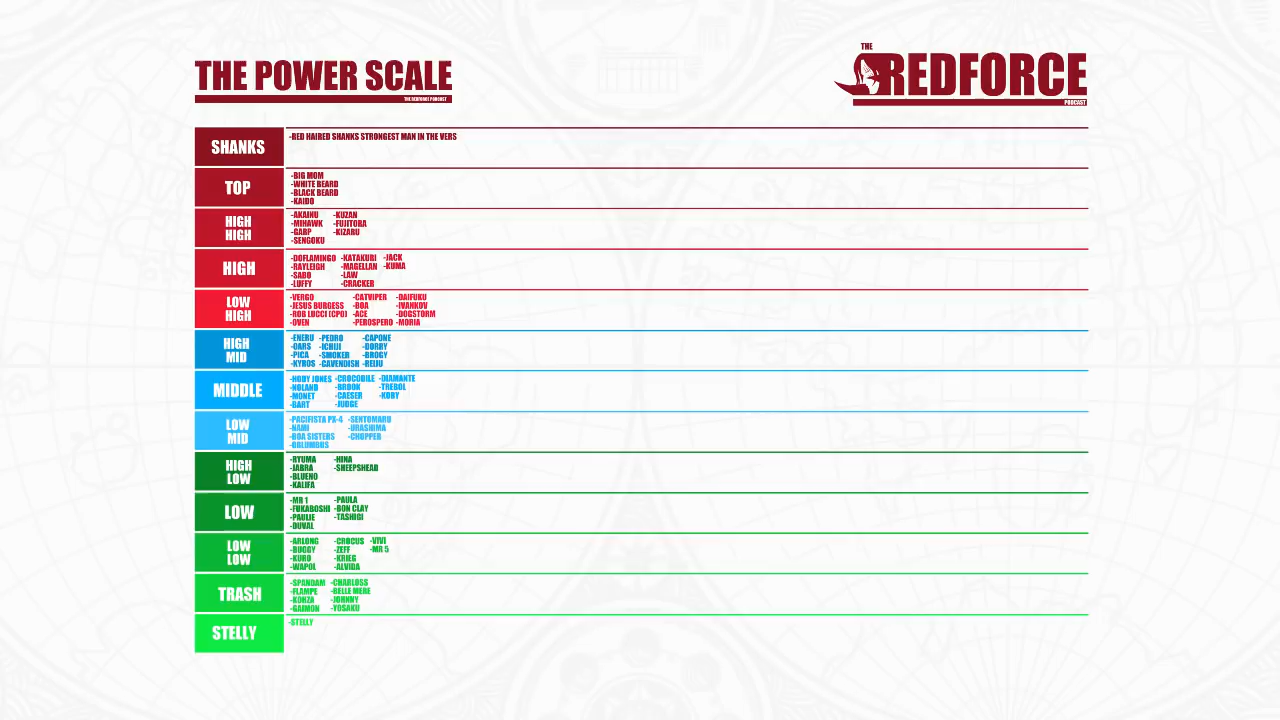 THE POWER SCALE
THE REDFORCE PODCAST
THE
REDFORCE
PODCAST
SHANKS
-RED HAIRED SHANKS STRONGEST MAN IN THE VERS
TOP
-BIG MOM
-WHITE BEARD
-BLACK BEARD
-KAIDO
HIGH
HIGH
-AKAINU -KUZAN
-MIHAWK -FUJITORA
-GARP -KIZARU
-SENGOKU
HIGH
-DOFLAMINGO -KATAKURI -JACK
-RAYLEIGH -MAGELLAN -KUMA
-SABO -LAW
-LUFFY -CRACKER
LOW
HIGH
-VERGO -CATVIPER -DAIFUKU
-JESUS BURGESS -BOA -IVANKOV
-ROB LUCCI (CPO) -ACE -DOGSTORM
-OVEN -PEROSPERO -MORIA
HIGH
MID
-ENERU -PEDRO -CAPONE
-OARS -ICHIJI -DORRY
-PICA -SMOKER -BROGY
-KYROS -CAVENDISH -REIJU
MIDDLE
-HODY JONES -CROCODILE -DIAMANTE
-NOLAND -BROOK -TREBOL
-MONET -CAESER -KOBY
-BART -JUDGE
LOW
MID
-PACIFISTA PX-4 -SENTOMARU
-NAMI -URASHIMA
-BOA SISTERS -CHOPPER
-ORLUMBUS
HIGH
LOW
-RYUMA -HINA
-JABRA -SHEEPSHEAD
-BLUENO
-KALIFA
LOW
-MR 1 -PAULA
-FUKABOSHI -BON CLAY
-PAULIE -TASHIGI
-DUVAL
LOW
LOW
-ARLONG -CROCUS -VIVI
-BUGGY -ZEFF -MR 5
-KURO -KRIEG
-WAPOL -ALVIDA
TRASH
-SPANDAM -CHARLOSS
-FLAMPE -BELLE MERE
-KOHZA -JOHNNY
-GAIMON -YOSAKU
STELLY
-STELLY